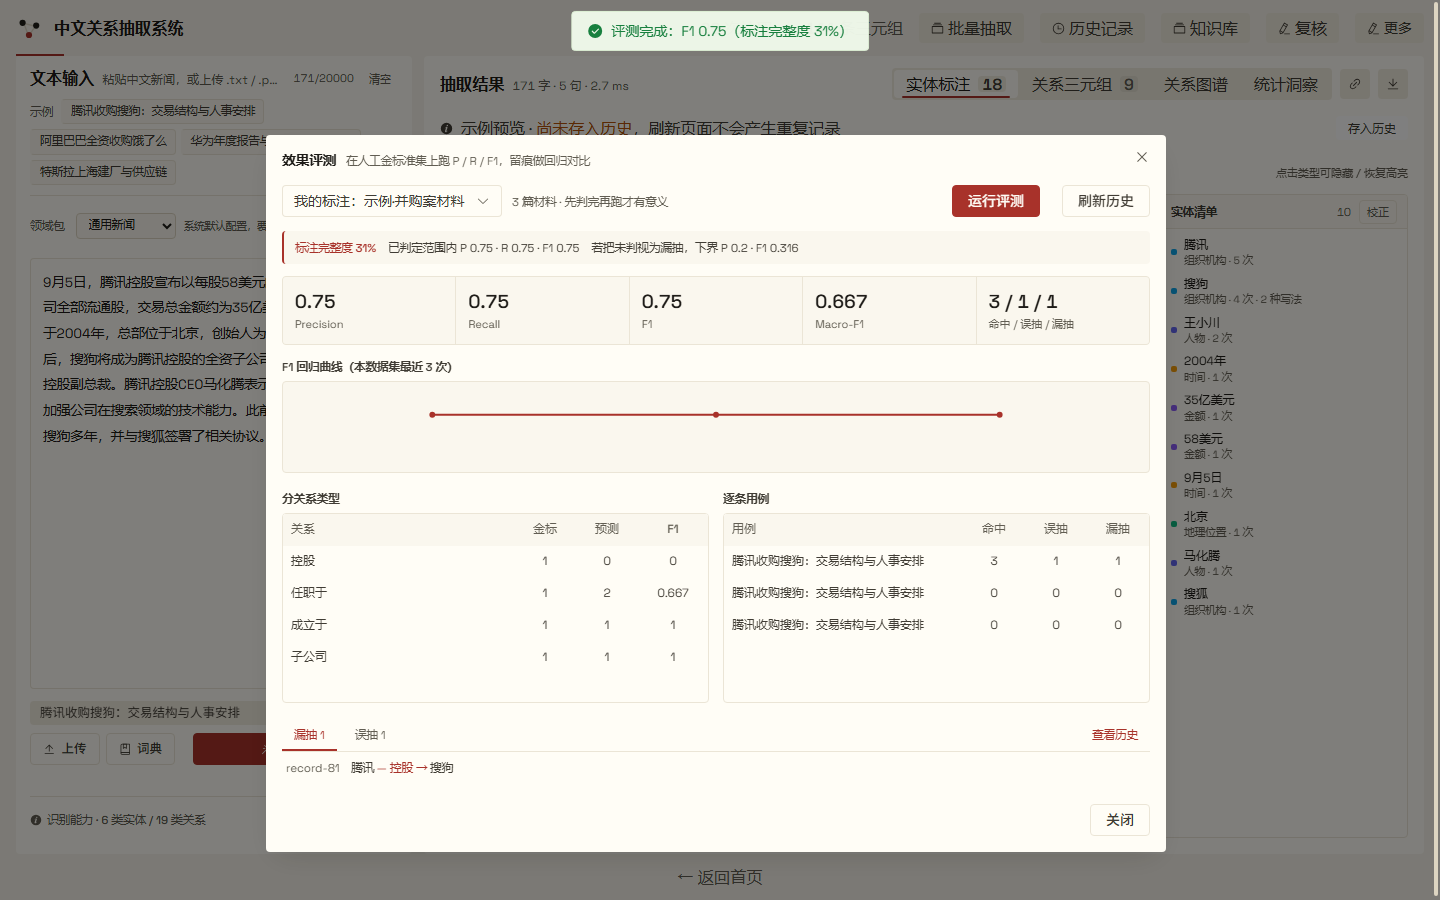 中文关系抽取系统
评测完成：F1 0.75（标注完整度 31%）
元组
批量抽取
历史记录
知识库
复核
更多
文本输入 粘贴中文新闻，或上传 .txt / .p... 171/20000 清空
示例 腾讯收购搜狗：交易结构与人事安排
阿里巴巴全资收购饿了么 华为年度报告与
特斯拉上海建厂与供应链
领域包 通用新闻 系统默认配置，
9月5日，腾讯控股宣布以每股58美元
司全部流通股，交易总金额约为35亿
于2004年，总部位于北京，创始人为
后，搜狗将成为腾讯控股的全资子公司
控股副总裁。腾讯控股CEO马化腾表示
加强公司在搜索领域的技术能力。此前
搜狗多年，并与搜狐签署了相关协议。
腾讯收购搜狗：交易结构与人事安排
上传 词典
识别能力 · 6 类实体 / 19 类关系
抽取结果 171 字 · 5 句 · 2.7 ms
实体标注 18 关系三元组 9 关系图谱 统计洞察
示例预览 · 尚未存入历史，刷新页面不会产生重复记录 存入历史
点击类型可隐藏 / 恢复高亮
实体清单 10 校正
腾讯
组织机构 · 5 次
搜狗
组织机构 · 4 次 · 2 种写法
王小川
人物 · 2 次
2004年
时间 · 1 次
35亿美元
金额 · 1 次
58美元
金额 · 1 次
9月5日
时间 · 1 次
北京
地理位置 · 1 次
马化腾
人物 · 1 次
搜狐
组织机构 · 1 次
效果评测 在人工金标准集上跑 P / R / F1，留痕做回归对比
我的标注：示例·并购案材料 3 篇材料 · 先判完再跑才有意义 运行评测 刷新历史
标注完整度 31% 已判定范围内 P 0.75 · R 0.75 · F1 0.75 若把未判视为漏抽，下界 P 0.2 · F1 0.316
0.75 0.75 0.75 0.667 3 / 1 / 1
Precision Recall F1 Macro-F1 命中 / 误抽 / 漏抽
F1 回归曲线（本数据集最近 3 次）
分关系类型
关系 金标 预测 F1
控股 1 0 0
任职于 1 2 0.667
成立于 1 1 1
子公司 1 1 1
逐条用例
用例 命中 误抽 漏抽
腾讯收购搜狗：交易结构与人事安排 3 1 1
腾讯收购搜狗：交易结构与人事安排 0 0 0
腾讯收购搜狗：交易结构与人事安排 0 0 0
漏抽 1 误抽 1 查看历史
record-81 腾讯 — 控股 → 搜狗
关闭
← 返回首页